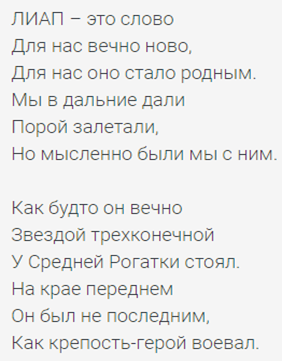 ЛИАП – это слово
Для нас вечно ново,
Для нас оно стало родным.
Мы в дальние дали
Порой залетали,
Но мысленно были мы с ним.

Как будто он вечно
Звездой трехконечной
У Средней Рогатки стоял.
На крае переднем
Он был не последним,
Как крепость-герой воевал.